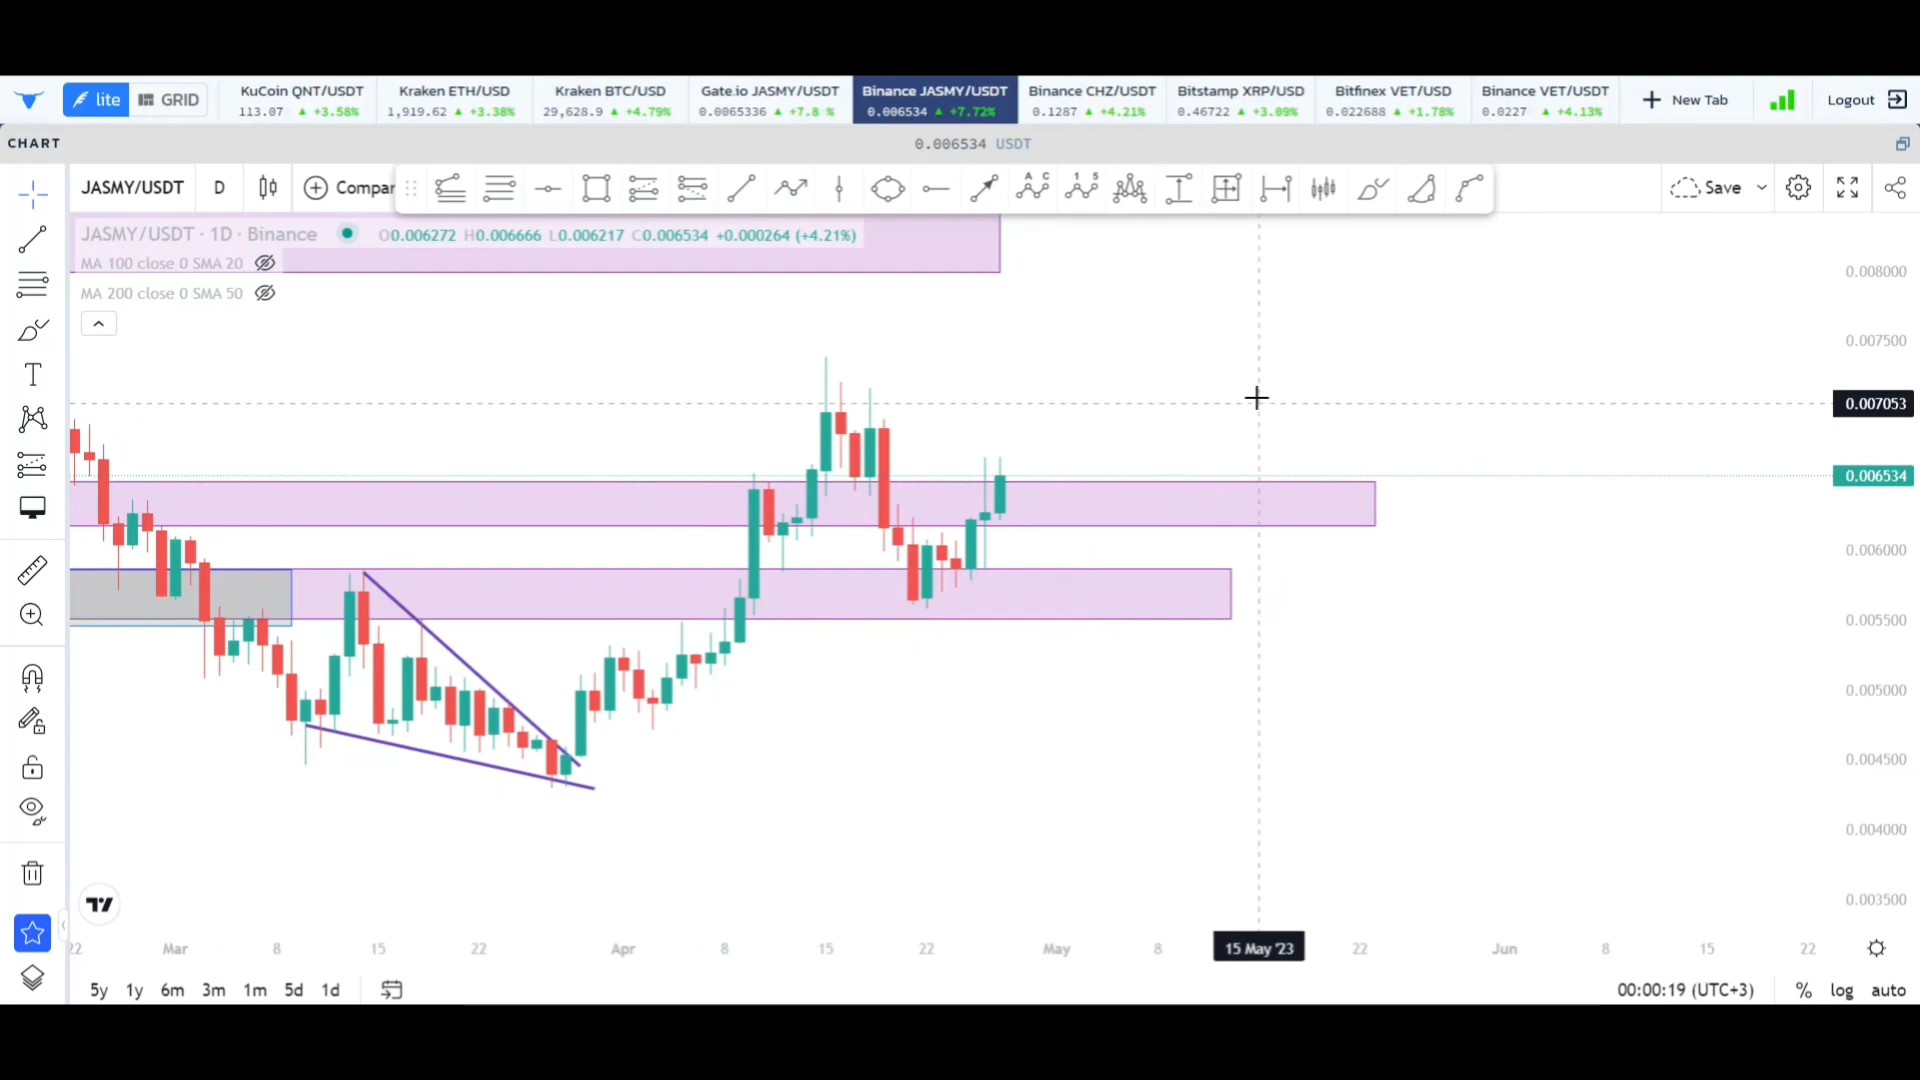 lite GRID KuCoin QNT/USDT Kraken ETH/USD Kraken BTC/USD Gate.io JASMY/USDT Binance JASMY/USDT Binance CHZ/USDT Bitstamp XRP/USD Bitfinex VET/USD Binance VET/USDT New Tab Logout
113.07 ▲ +3.58% 1,919.62 ▲ +3.38% 29,628.9 ▲ +4.79% 0.0065336 ▲ +7.8 % 0.006534 ▲ +7.72% 0.1287 ▲ +4.21% 0.46722 ▲ +3.09% 0.022688 ▲ +1.78% 0.0227 ▲ +4.13%
CHART 0.006534 USDT
JASMY/USDT D Compar A C 1 5 Save
JASMY/USDT · 1D · Binance O0.006272 H0.006666 L0.006217 C0.006534 +0.000264 (+4.21%)
MA 100 close 0 SMA 20
MA 200 close 0 SMA 50
0.008000
0.007500
0.007053
0.006534
0.006000
0.005500
0.005000
0.004500
0.004000
0.003500
22 Mar 8 15 22 Apr 8 15 22 May 8 15 May '23 22 Jun 8 15 22
5y 1y 6m 3m 1m 5d 1d 00:00:19 (UTC+3) % log auto